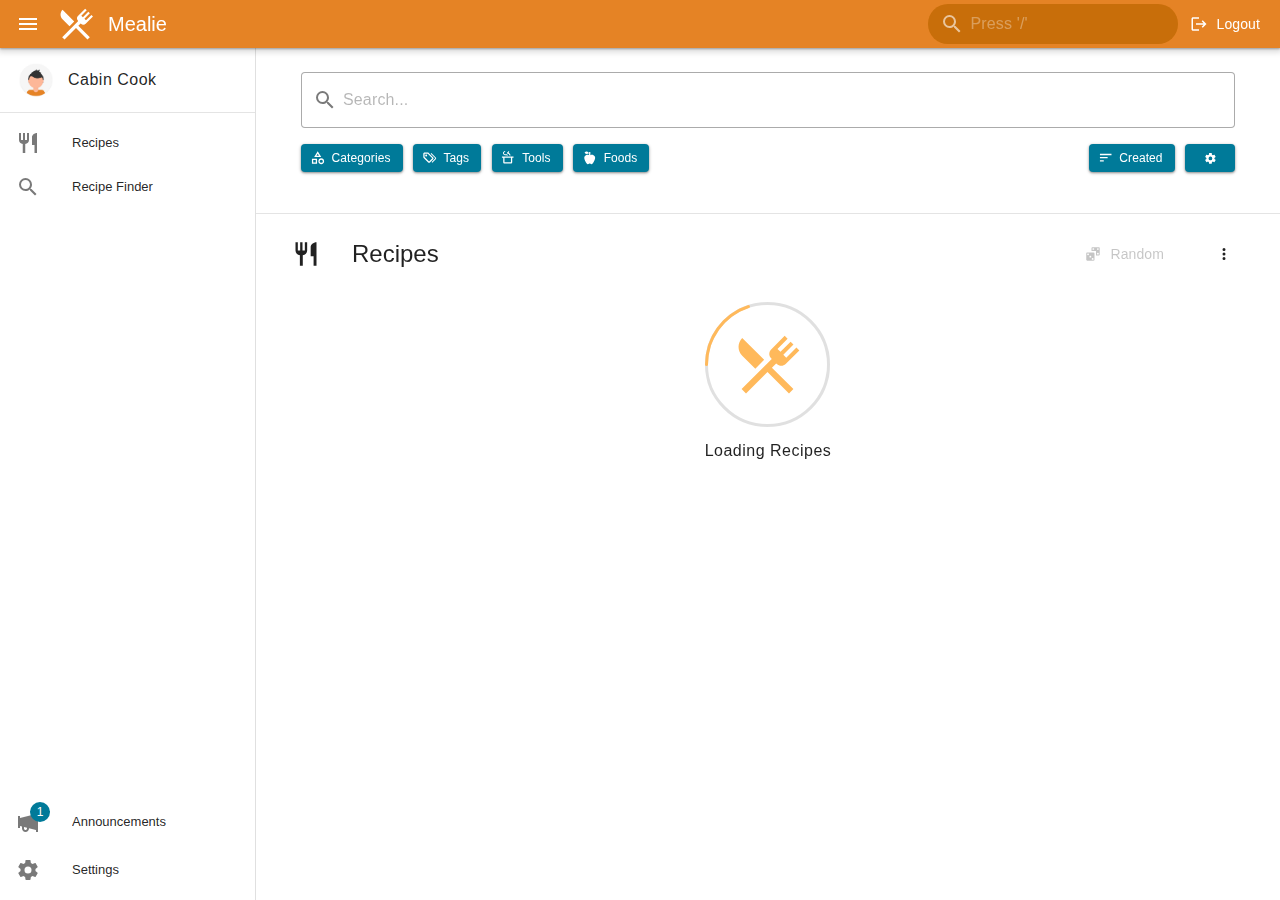 Mealie
Press '/'
Logout
Cabin Cook
Recipes
Recipe Finder
Search...
Categories
Tags
Tools
Foods
Created
Recipes
Random
Loading Recipes
1
Announcements
Settings